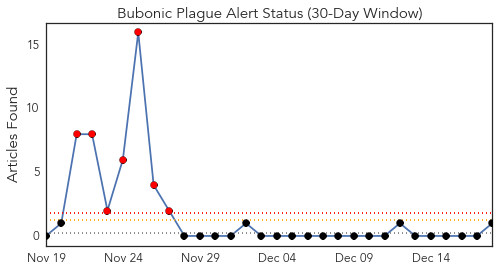 Bubonic Plague Alert Status (30-Day Window)
Articles Found
15
10
5
0
Nov 19 Nov 24 Nov 29 Dec 04 Dec 09 Dec 14